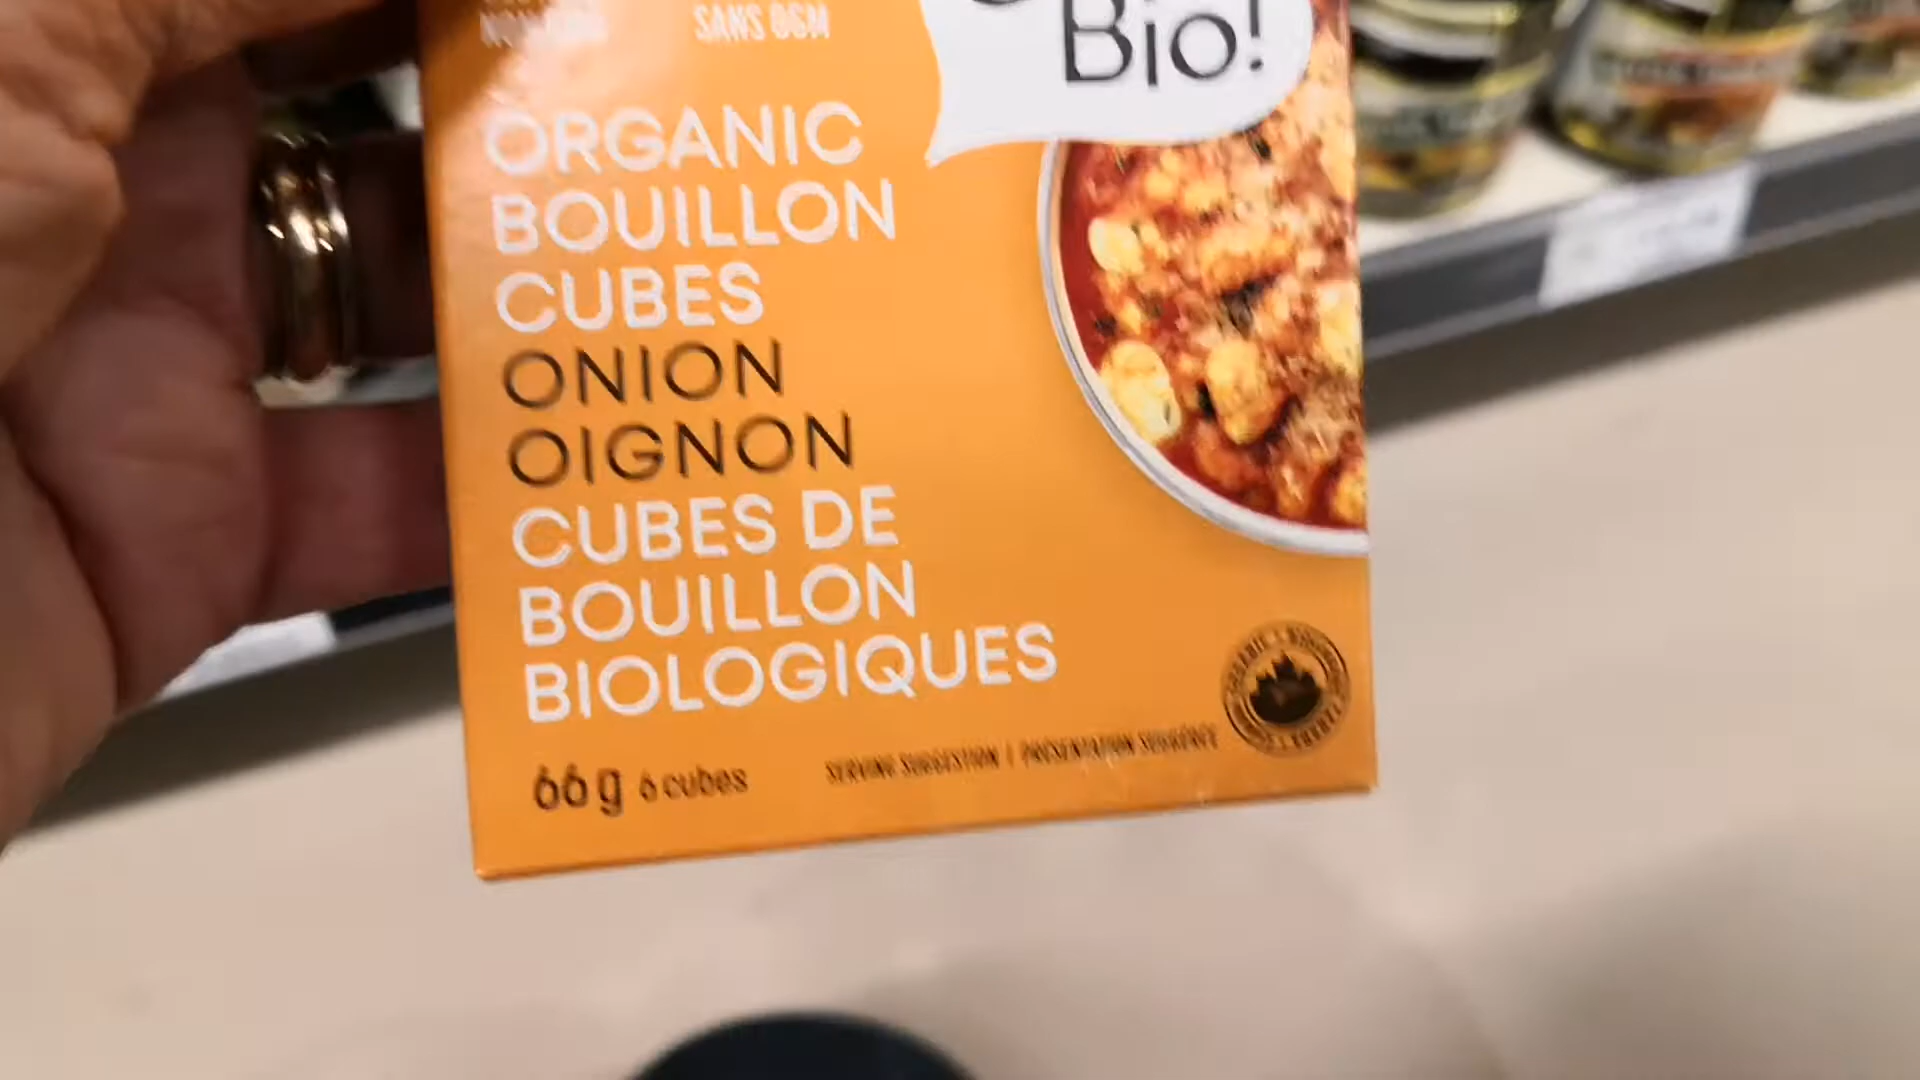 SANS OGM
Bio!
ORGANIC
BOUILLON
CUBES
ONION
OIGNON
CUBES DE
BOUILLON
BIOLOGIQUES
66 g 6 cubes
SERVING SUGGESTION | PRÉSENTATION SUGGÉRÉE